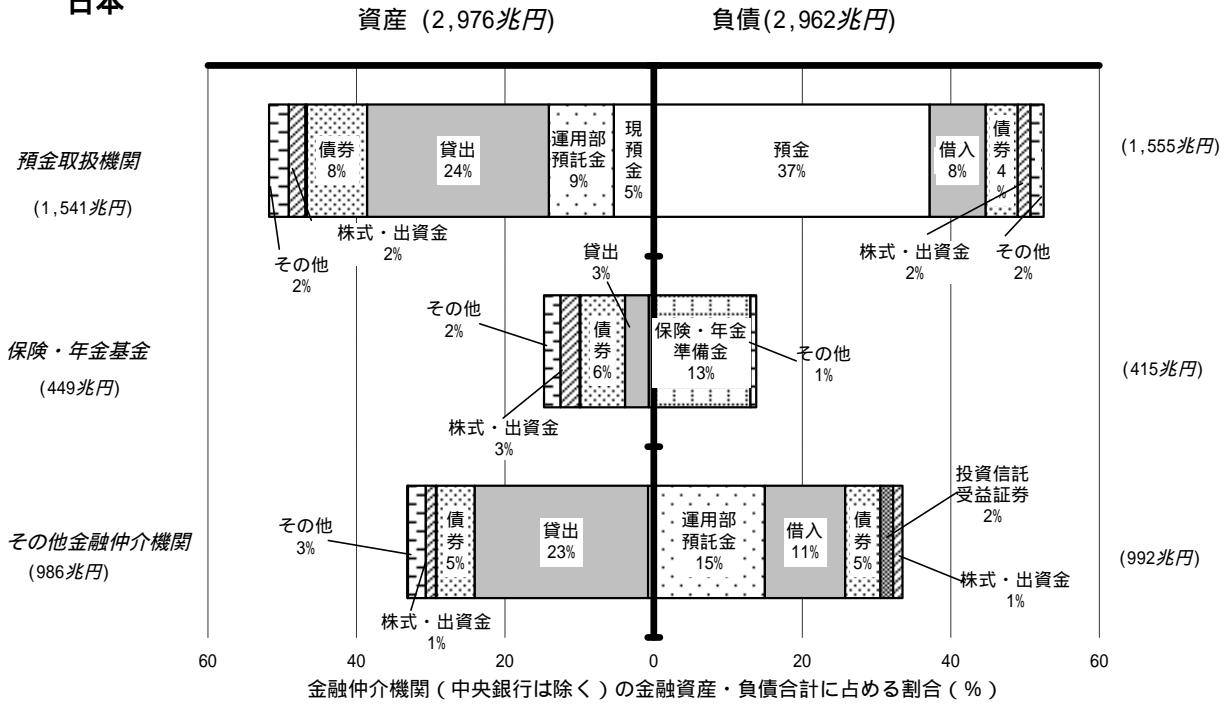 日本
資産 (2,976兆円)
負債(2,962兆円)
預金取扱機関
(1,541兆円)
債券
8%
貸出
24%
運用部
預託金
9%
現
預
金
5%
預金
37%
借入
8%
債
券
4
%
(1,555兆円)
その他
2%
株式・出資金
2%
株式・出資金
2%
その他
2%
保険・年金基金
(449兆円)
その他
2%
株式・出資金
3%
債
券
6%
貸出
3%
保険・年金
準備金
13%
その他
1%
(415兆円)
その他金融仲介機関
(986兆円)
その他
3%
株式・出資金
1%
債
券
5%
貸出
23%
運用部
預託金
15%
借入
11%
債
券
5%
投資信託
受益証券
2%
株式・出資金
1%
(992兆円)
60
40
20
0
20
40
60
金融仲介機関（中央銀行は除く）の金融資産・負債合計に占める割合（％）